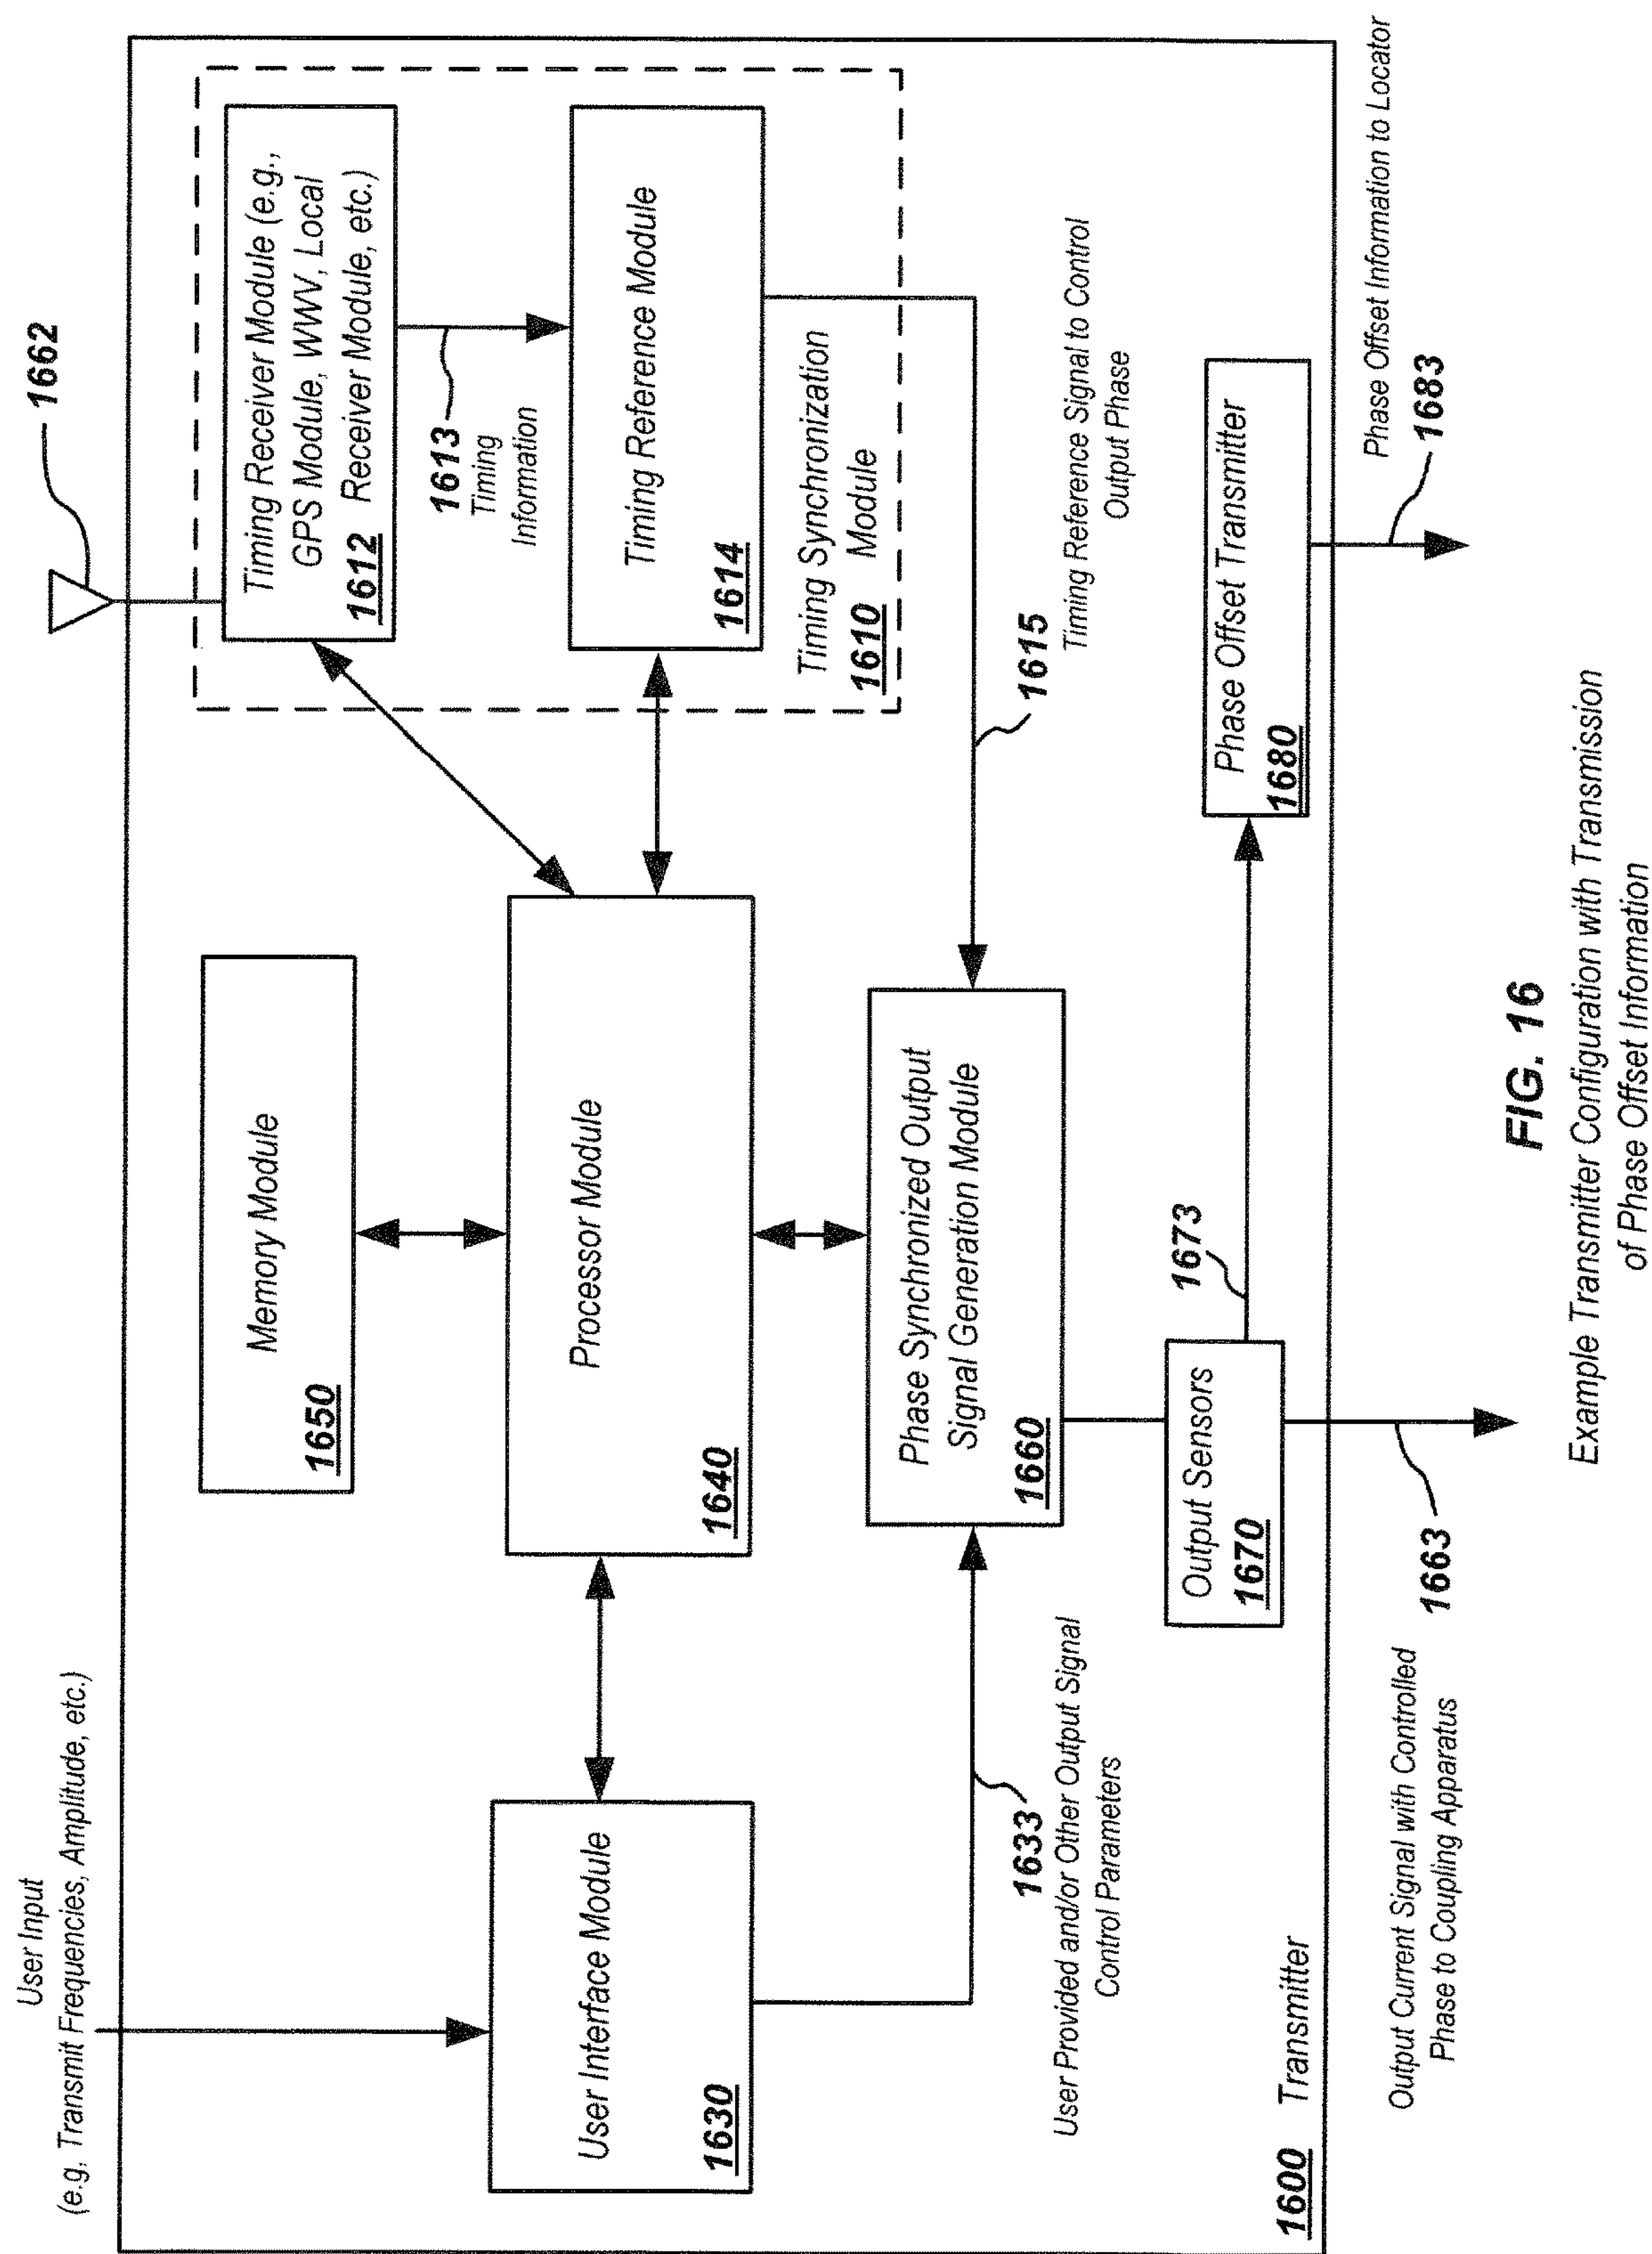 User Input
(e.g. Transmit Frequencies, Amplitude, etc.)
1662
Timing Receiver Module (e.g.,
GPS Module, WWV, Local
1612 Receiver Module, etc.)
1613
Timing
Information
Timing Reference Module
1614
Timing Synchronization
1610 Module
Memory Module
1650
Processor Module
1640
User Interface Module
1630
1615
Timing Reference Signal to Control
Output Phase
Phase Synchronized Output
Signal Generation Module
1660
1633
User Provided and/or Other Output Signal
Control Parameters
Output Sensors
1670
1673
Phase Offset Transmitter
1680
1600 Transmitter
1663
Output Current Signal with Controlled
Phase to Coupling Apparatus
Phase Offset Information to Locator
1683
FIG. 16
Example Transmitter Configuration with Transmission
of Phase Offset Information